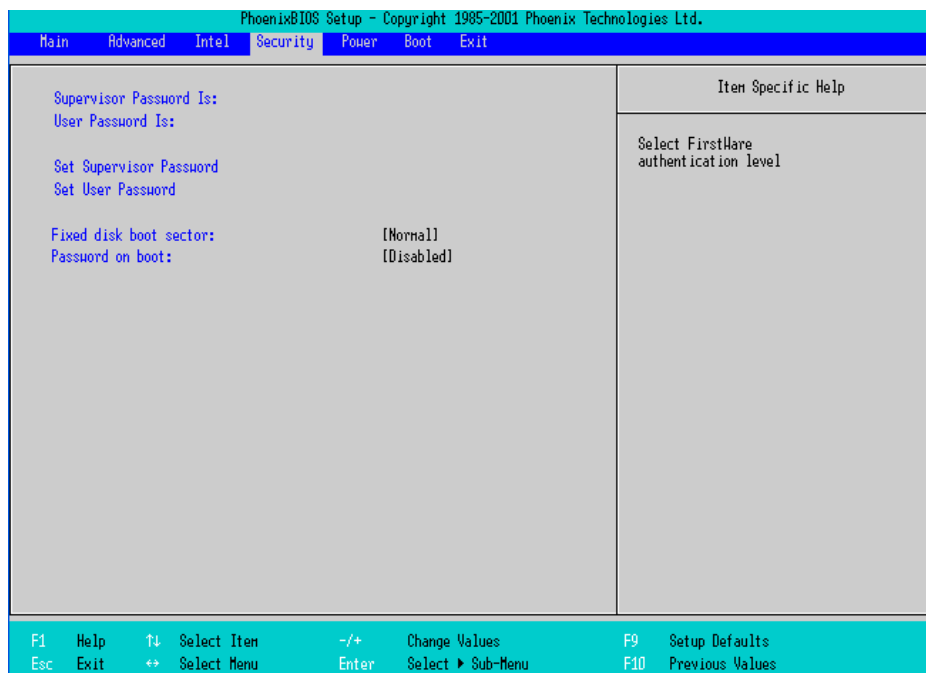 PhoenixBIOS Setup - Copyright 1985-2001 Phoenix Technologies Ltd.
Main Advanced Intel Security Power Boot Exit
Supervisor Password Is:
User Password Is:
Set Supervisor Password
Set User Password
Fixed disk boot sector: [Normal]
Password on boot: [Disabled]
Item Specific Help
Select FirstWare
authentication level
F1 Help ↑↓ Select Item -/+ Change Values F9 Setup Defaults
Esc Exit ↔ Select Menu Enter Select ▶ Sub-Menu F10 Previous Values